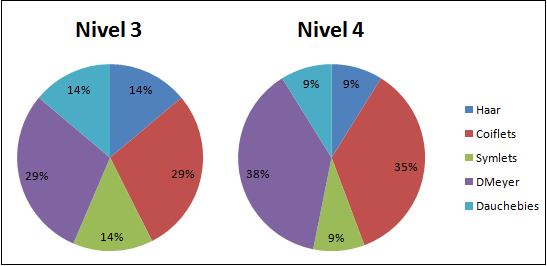 Nivel 3
14%
14%
29%
29%
14%
Nivel 4
9%
9%
38%
35%
9%
Haar
Coiflets
Symlets
DMeyer
Dauchebies